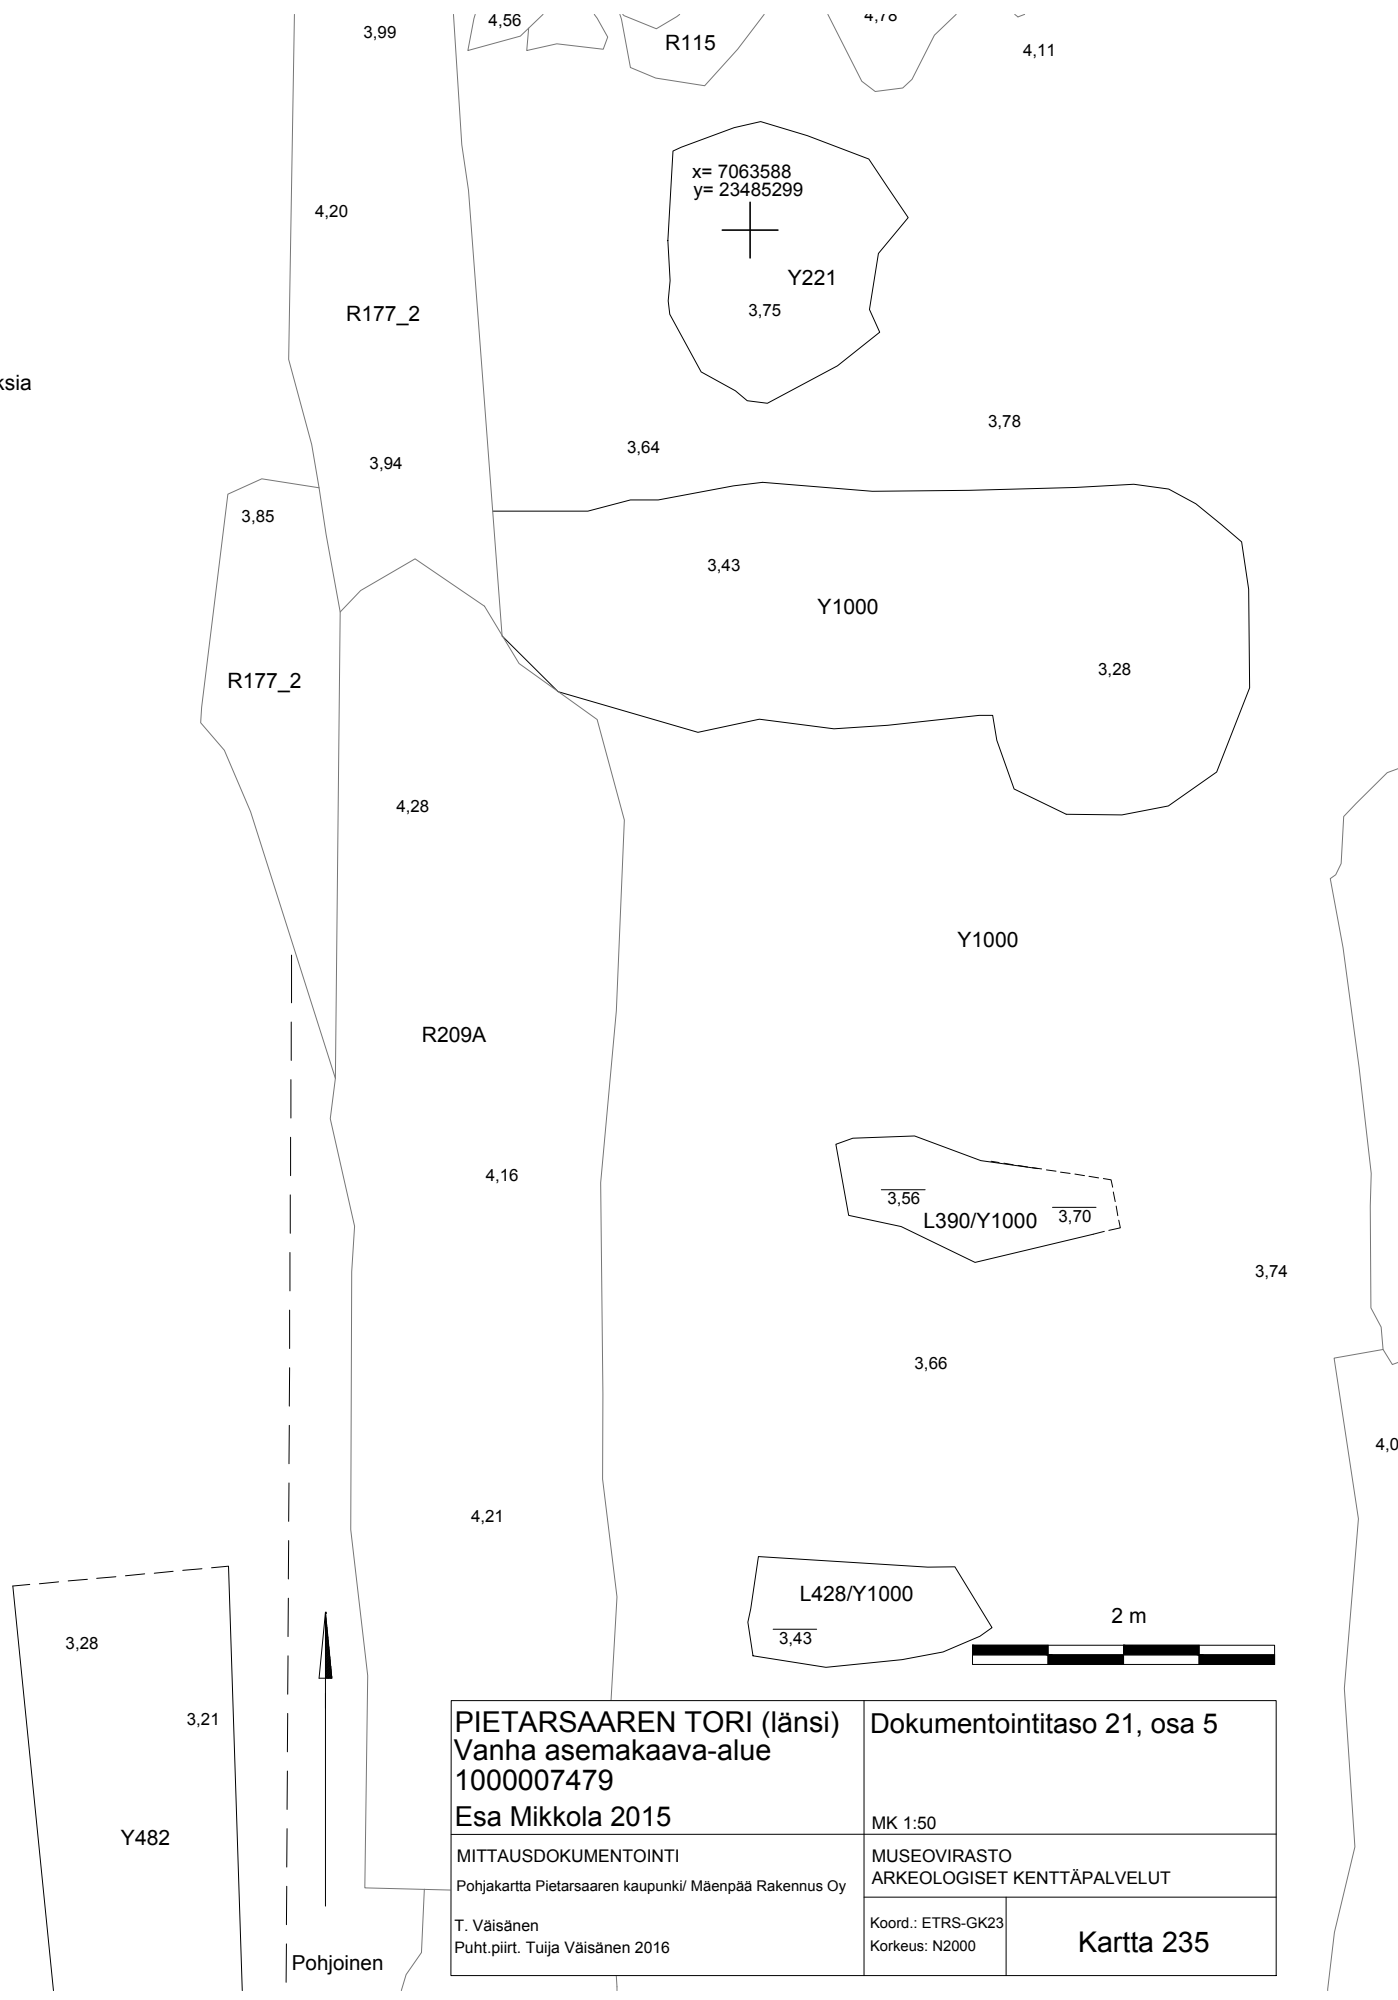 3,99
4,56
R115
4,78
4,11
x= 7063588
y= 23485299
4,20
Y221
R177_2
3,75
3,78
3,64
3,94
3,85
3,43
Y1000
R177_2
3,28
4,28
Y1000
R209A
4,16
3,56
L390/Y1000
3,70
3,74
3,66
4,21
L428/Y1000
3,43
2 m
3,28
3,21
Y482
Pohjoinen
PIETARSAAREN TORI (länsi)
Vanha asemakaava-alue
1000007479
Esa Mikkola 2015
Dokumentointitaso 21, osa 5
MK 1:50
MITTAUSDOKUMENTOINTI
Pohjakartta Pietarsaaren kaupunki/ Mäenpää Rakennus Oy
T. Väisänen
Puht.piirt. Tuija Väisänen 2016
MUSEOVIRASTO
ARKEOLOGISET KENTTÄPALVELUT
Koord.: ETRS-GK23
Korkeus: N2000
Kartta 235